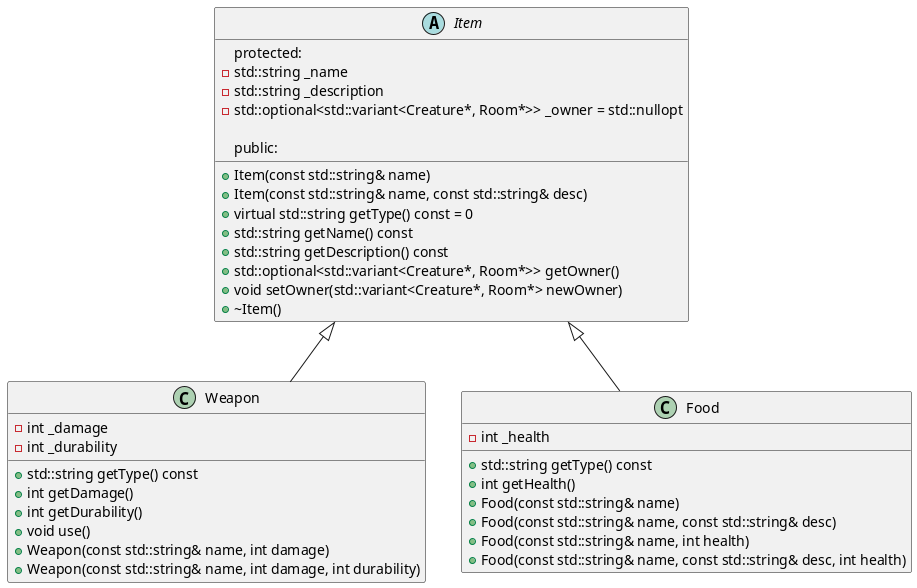 A Item
protected:
std::string _name
std::string _description
std::optional<std::variant<Creature*, Room*>> _owner = std::nullopt
public:
Item(const std::string& name)
Item(const std::string& name, const std::string& desc)
virtual std::string getType() const = 0
std::string getName() const
std::string getDescription() const
std::optional<std::variant<Creature*, Room*>> getOwner()
void setOwner(std::variant<Creature*, Room*> newOwner)
~Item()
C Weapon
int _damage
int _durability
std::string getType() const
int getDamage()
int getDurability()
void use()
Weapon(const std::string& name, int damage)
Weapon(const std::string& name, int damage, int durability)
C Food
int _health
std::string getType() const
int getHealth()
Food(const std::string& name)
Food(const std::string& name, const std::string& desc)
Food(const std::string& name, int health)
Food(const std::string& name, const std::string& desc, int health)